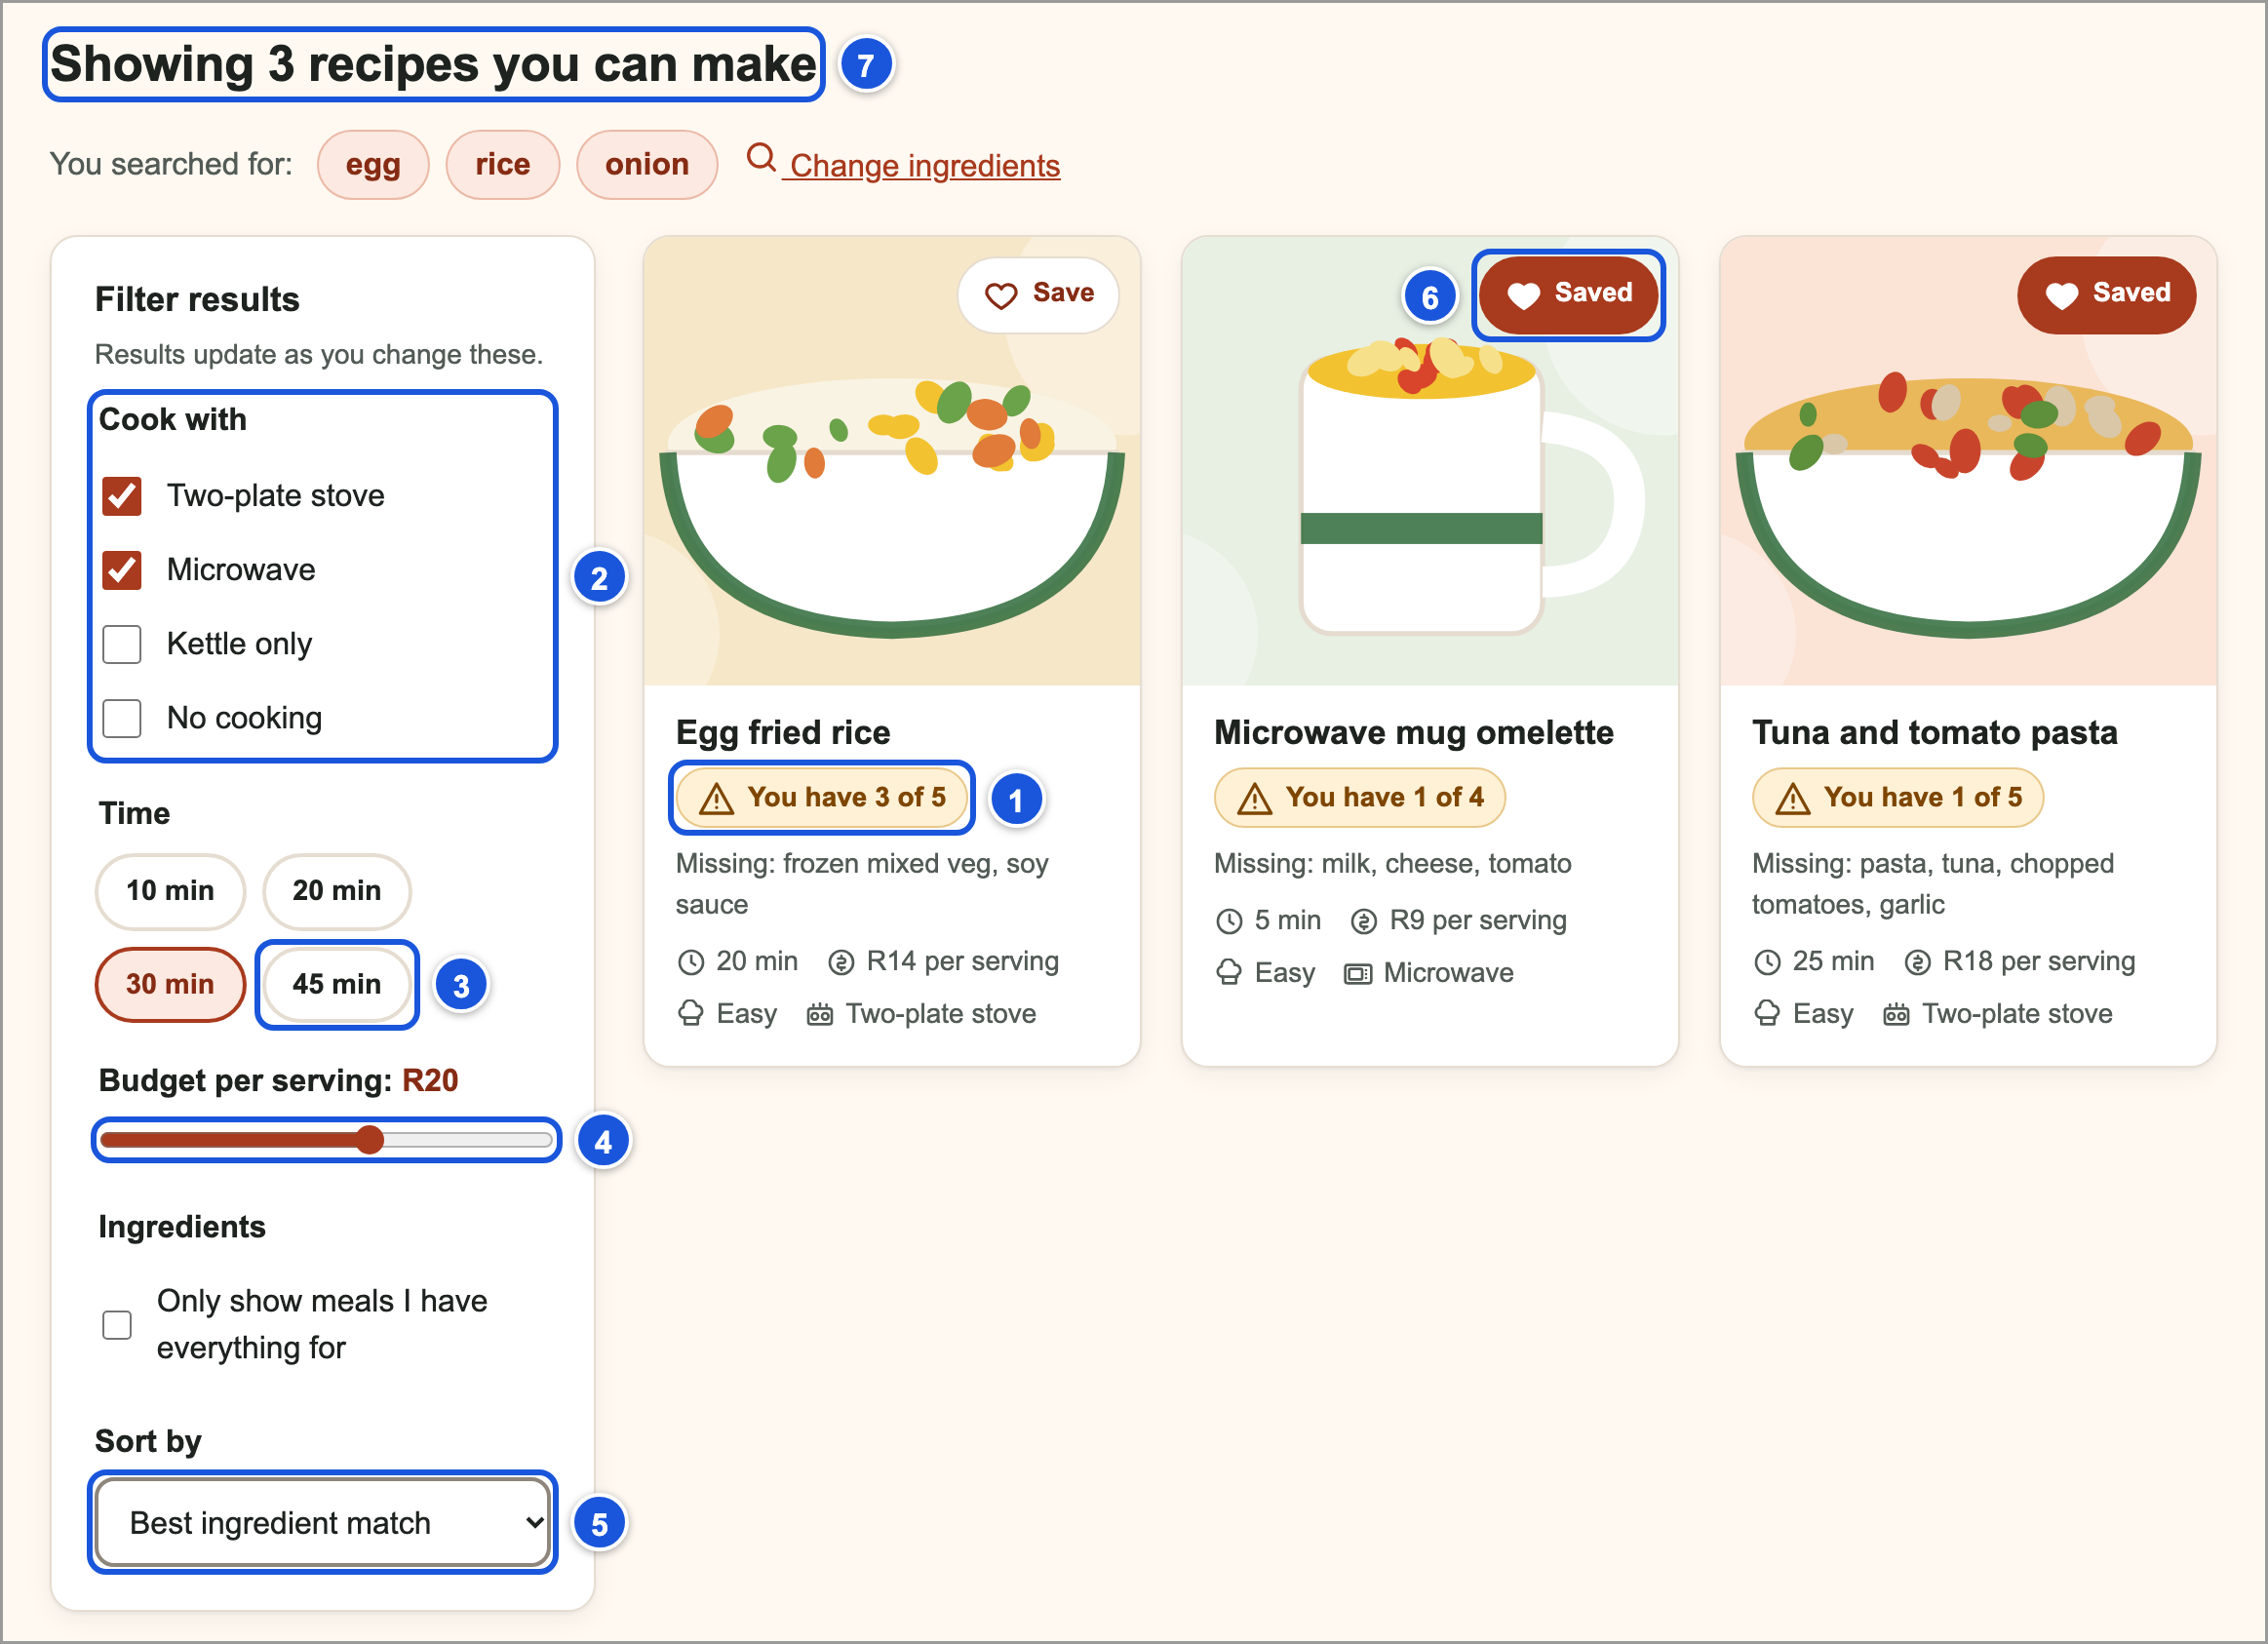 Showing 3 recipes you can make
7
You searched for:
egg
rice
onion
Change ingredients
Filter results
Results update as you change these.
Cook with
Two-plate stove
Microwave
Kettle only
No cooking
2
Time
10 min
20 min
30 min
45 min
3
Budget per serving: R20
4
Ingredients
Only show meals I have
everything for
Sort by
Best ingredient match
5
Save
Egg fried rice
You have 3 of 5
1
Missing: frozen mixed veg, soy
sauce
20 min
R14 per serving
Easy
Two-plate stove
6
Saved
Microwave mug omelette
You have 1 of 4
Missing: milk, cheese, tomato
5 min
R9 per serving
Easy
Microwave
Saved
Tuna and tomato pasta
You have 1 of 5
Missing: pasta, tuna, chopped
tomatoes, garlic
25 min
R18 per serving
Easy
Two-plate stove